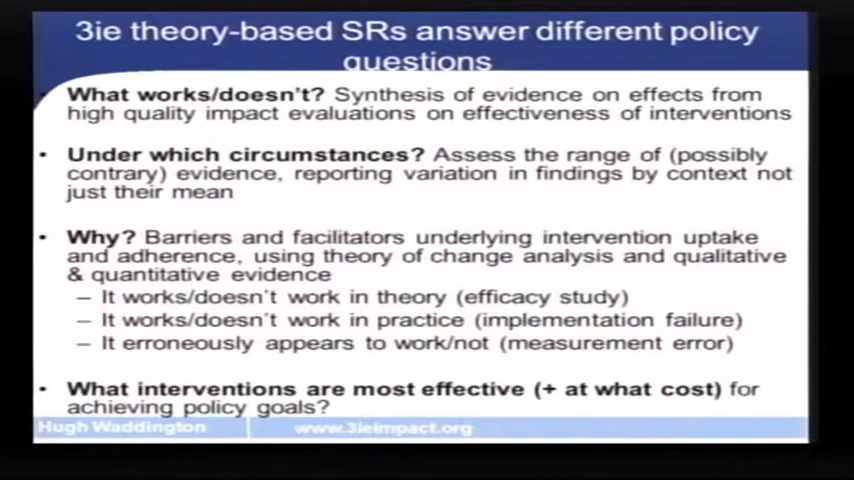 3ie theory-based SRs answer different policy
questions
• What works/doesn't? Synthesis of evidence on effects from
high quality impact evaluations on effectiveness of interventions
• Under which circumstances? Assess the range of (possibly
contrary) evidence, reporting variation in findings by context not
just their mean
• Why? Barriers and facilitators underlying intervention uptake
and adherence, using theory of change analysis and qualitative
& quantitative evidence
– It works/doesn't work in theory (efficacy study)
– It works/doesn't work in practice (implementation failure)
– It erroneously appears to work/not (measurement error)
• What interventions are most effective (+ at what cost) for
achieving policy goals?
Hugh Waddington www.3ieimpact.org